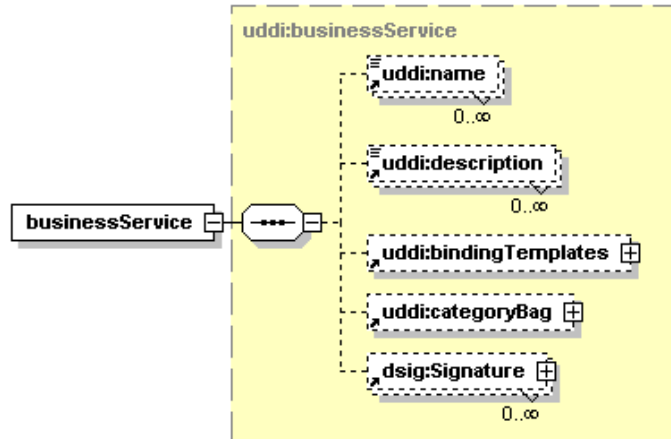 uddi:businessService
uddi:name
0..∞
uddi:description
0..∞
businessService
uddi:bindingTemplates
uddi:categoryBag
dsig:Signature
0..∞